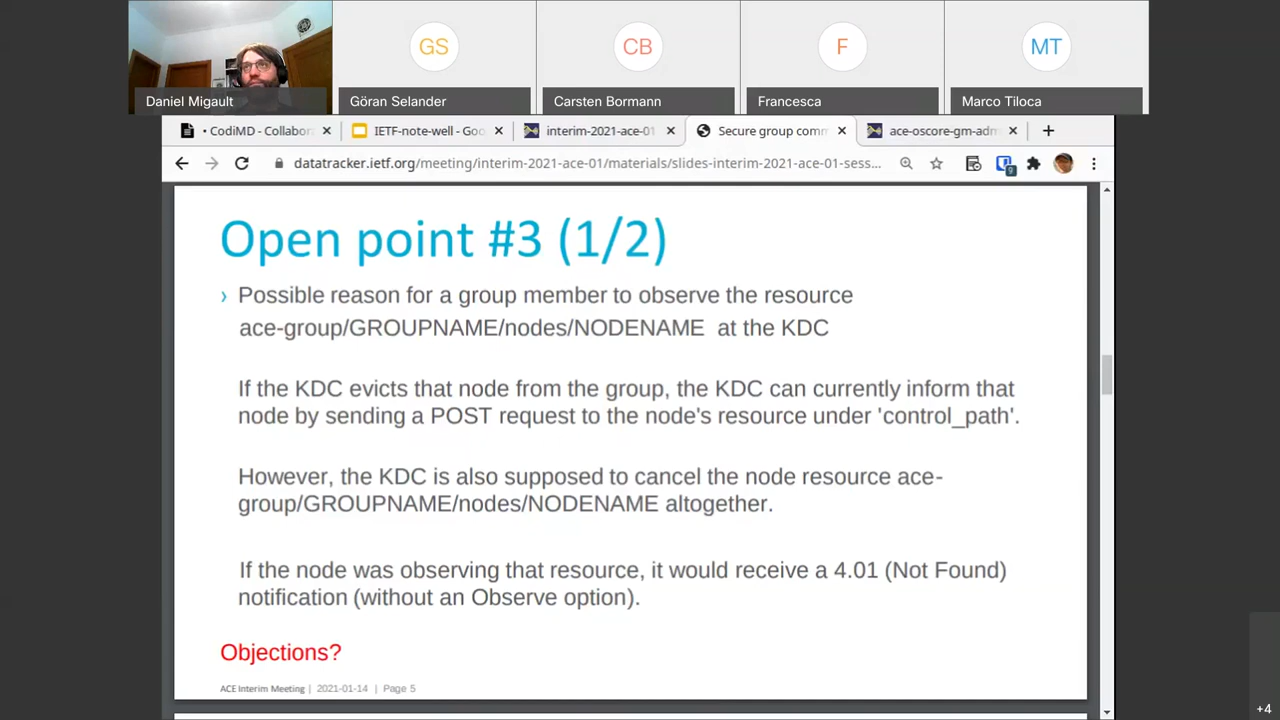 GS
CB
F
MT
Daniel Migault
Göran Selander
Carsten Bormann
Francesca
Marco Tiloca
• CodiMD - Collabor
IETF-note-well - Goo
interim-2021-ace-01
Secure group comm
ace-oscore-gm-adm
datatracker.ietf.org/meeting/interim-2021-ace-01/materials/slides-interim-2021-ace-01-sess...
9
Open point #3 (1/2)
› Possible reason for a group member to observe the resource
ace-group/GROUPNAME/nodes/NODENAME at the KDC
If the KDC evicts that node from the group, the KDC can currently inform that
node by sending a POST request to the node's resource under 'control_path'.
However, the KDC is also supposed to cancel the node resource ace-
group/GROUPNAME/nodes/NODENAME altogether.
If the node was observing that resource, it would receive a 4.01 (Not Found)
notification (without an Observe option).
Objections?
ACE Interim Meeting | 2021-01-14 | Page 5
+4